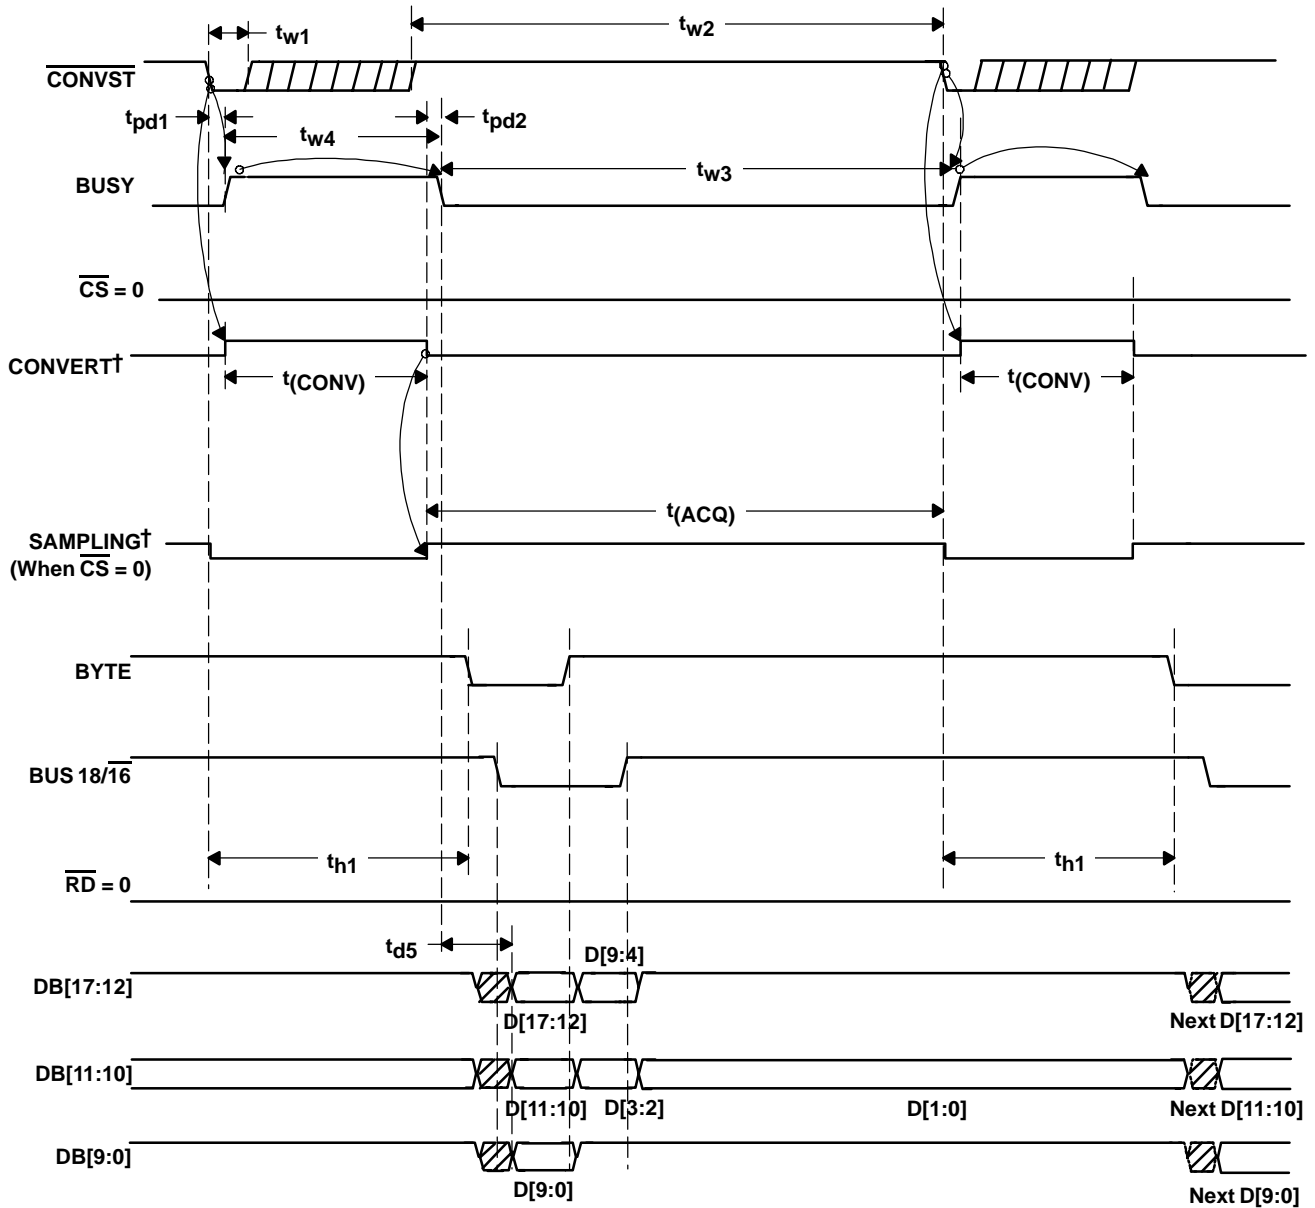 tw1
tw2
CONVST
tpd1
tw4
tpd2
BUSY
tw3
CS = 0
CONVERT†
t(CONV)
t(CONV)
t(ACQ)
SAMPLING†
(When CS = 0)
BYTE
BUS 18/16
th1
th1
RD = 0
td5
D[9:4]
DB[17:12]
D[17:12]
Next D[17:12]
DB[11:10]
D[11:10]
D[3:2]
D[1:0]
Next D[11:10]
DB[9:0]
D[9:0]
Next D[9:0]